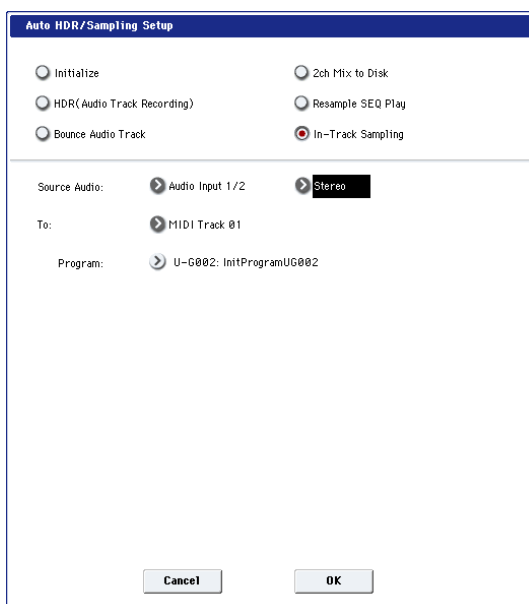 Auto HDR/Sampling Setup
Initialize
2ch Mix to Disk
HDR(Audio Track Recording)
Resample SEQ Play
Bounce Audio Track
In-Track Sampling
Source Audio: Audio Input 1/2 Stereo
To: MIDI Track 01
Program: U-G002: InitProgramUG002
Cancel OK